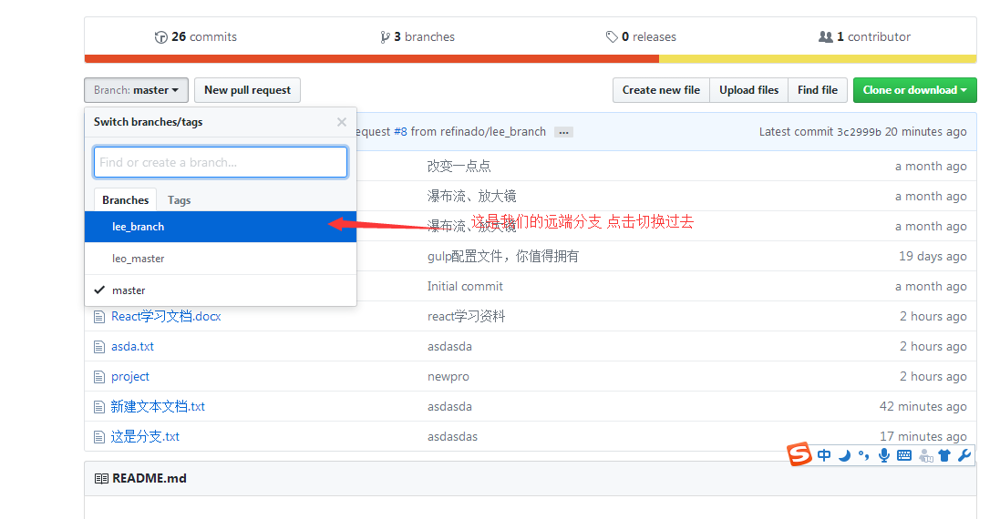 26 commits
3 branches
0 releases
1 contributor
Branch: master
New pull request
Create new file
Upload files
Find file
Clone or download
Switch branches/tags
equest #8 from refinado/lee_branch ...
Latest commit 3c2999b 20 minutes ago
Find or create a branch...
改变一点点
a month ago
瀑布流、放大镜
a month ago
Branches
Tags
lee_branch
这是我们的远端分支 点击切换过去
瀑布流、放大镜
a month ago
leo_master
gulp配置文件，你值得拥有
19 days ago
master
Initial commit
a month ago
React学习文档.docx
react学习资料
2 hours ago
asda.txt
asdasda
2 hours ago
project
newpro
2 hours ago
新建文本文档.txt
asdasda
42 minutes ago
这是分支.txt
asdasdas
17 minutes ago
S 中
README.md